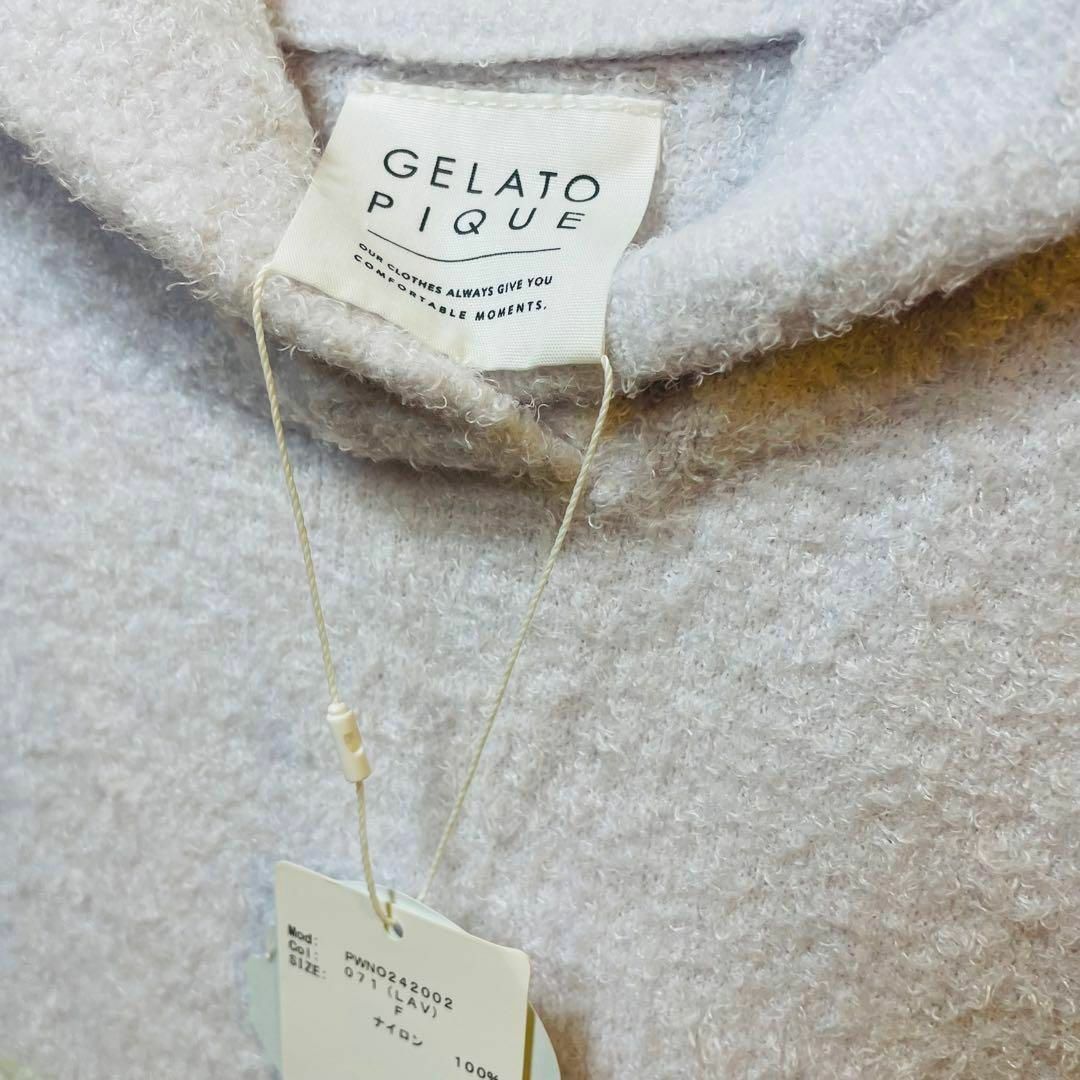 GELATO
PIQUE
OUR CLOTHES ALWAYS GIVE YOU
COMFORTABLE MOMENTS.
Mod: PWNO242002
Col: 071 (LAV)
SIZE: F
ナイロン 100%